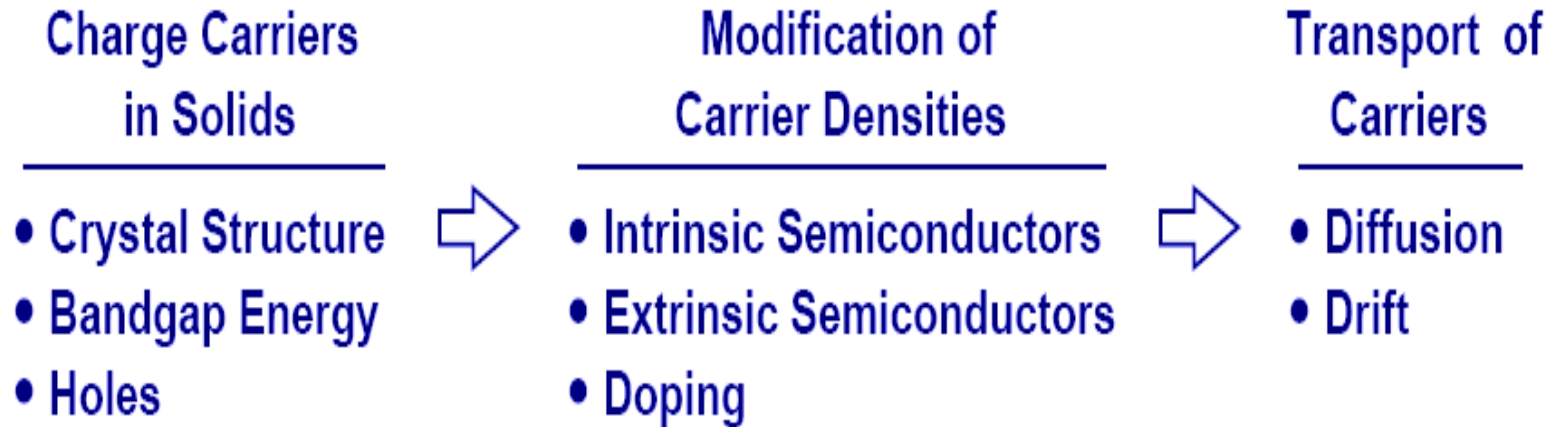 Charge Carriers
in Solids
• Crystal Structure
• Bandgap Energy
• Holes
Modification of
Carrier Densities
• Intrinsic Semiconductors
• Extrinsic Semiconductors
• Doping
Transport of
Carriers
• Diffusion
• Drift